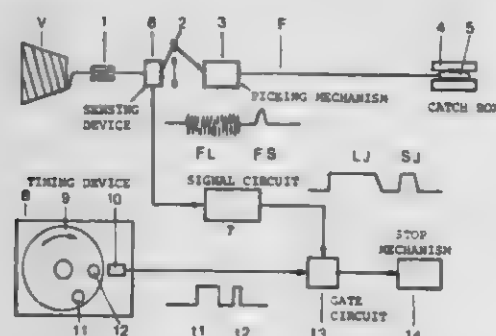 V 1 6 2 3 F 4 5
SENSING DEVICE
PICKING MECHANISM
CATCH BOX
FL FS
LJ SJ
TIMING DEVICE
SIGNAL CIRCUIT
7
8 9 10
STOP MECHANISM
11 12
t1 t2
13
GATE CIRCUIT
14